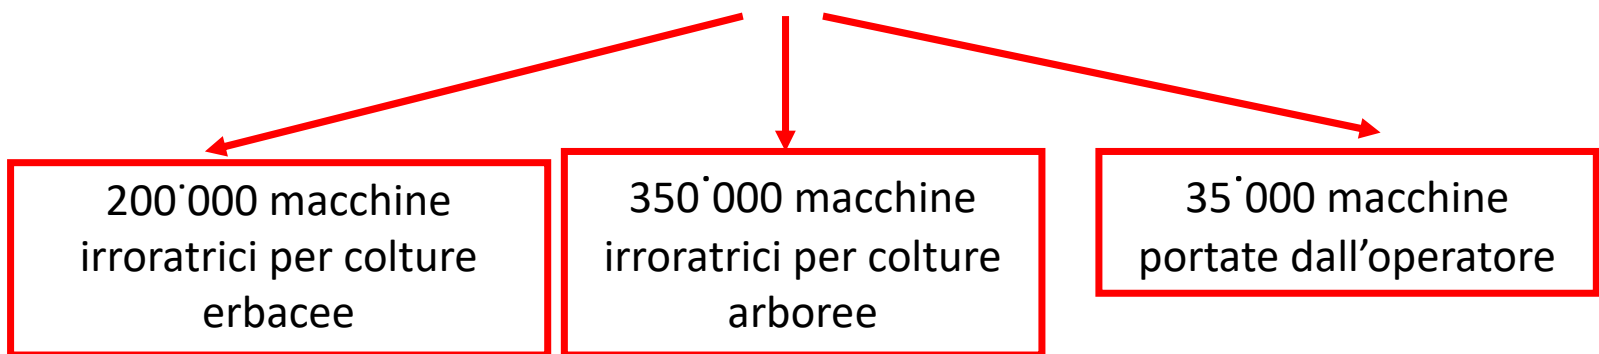 200˙000 macchine
irroratrici per colture
erbacee
350˙000 macchine
irroratrici per colture
arboree
35˙000 macchine
portate dall’operatore